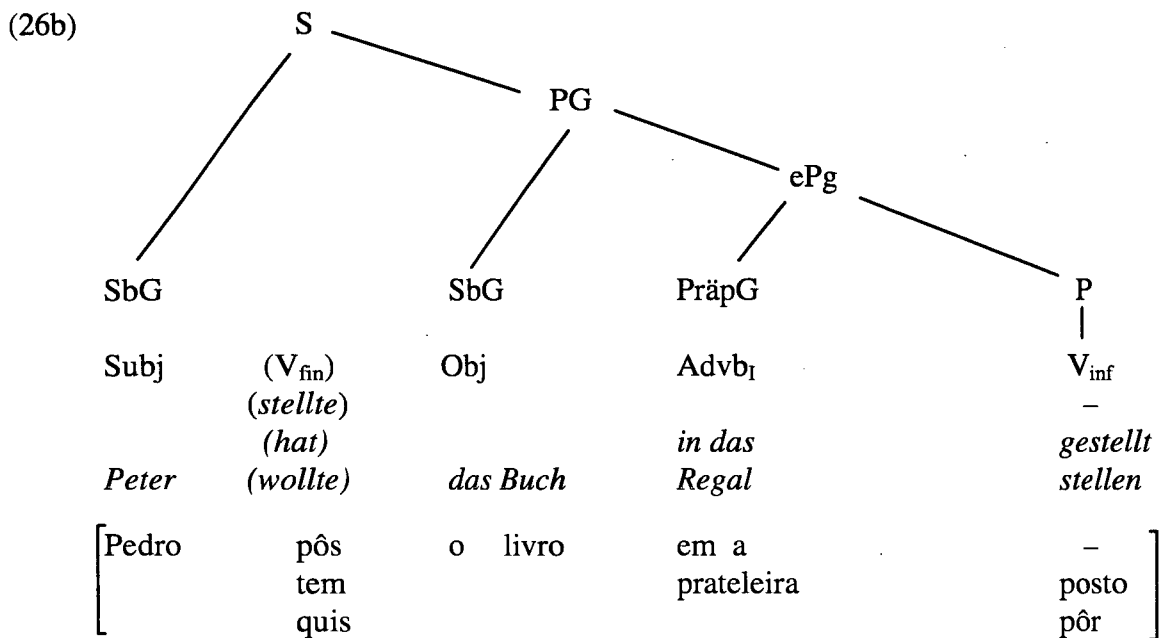 (26b) S
PG
ePg
SbG SbG PräpG P
Subj (V_fin) Obj Advb_I V_inf
(stellte) –
(hat) in das gestellt
Peter (wollte) das Buch Regal stellen
Pedro pôs o livro em a –
tem prateleira posto
quis pôr